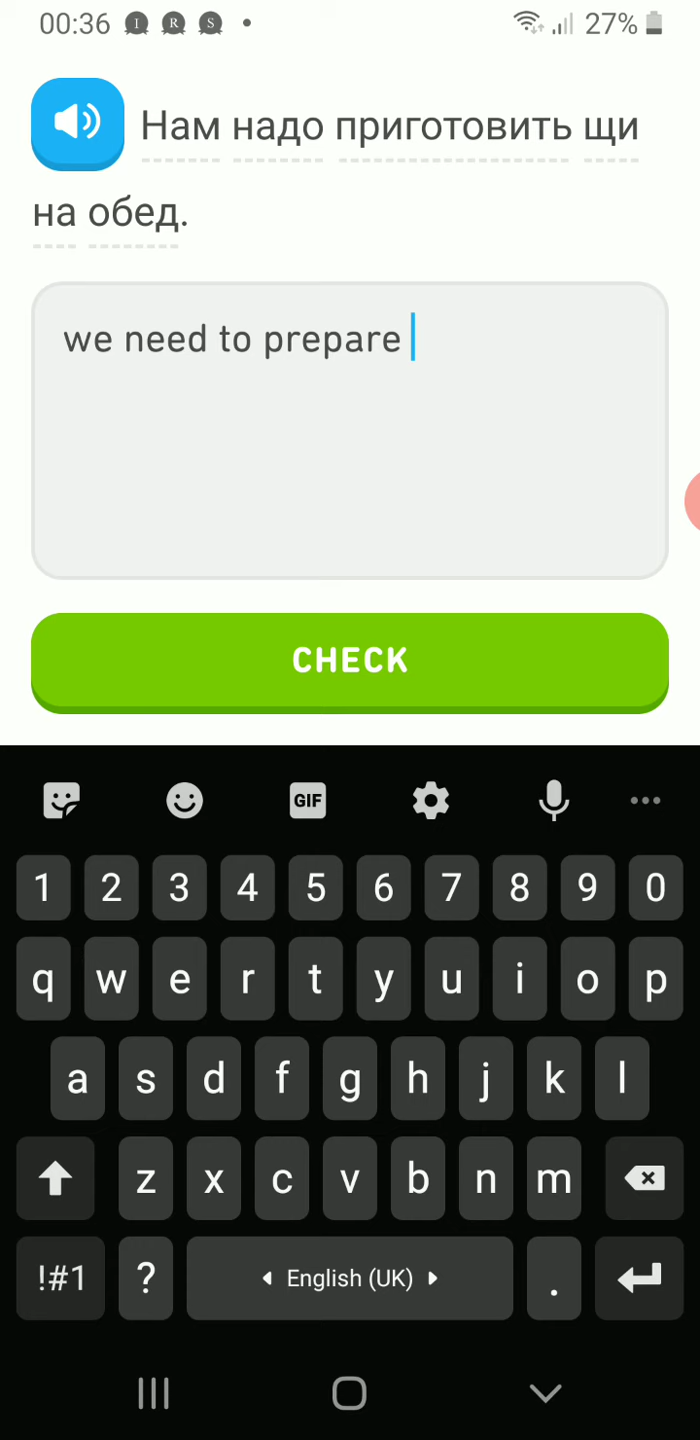 00:36 I R S 27%
Нам надо приготовить щи
на обед.
we need to prepare
CHECK
GIF
1 2 3 4 5 6 7 8 9 0
q w e r t y u i o p
a s d f g h j k l
z x c v b n m
!#1 ? English (UK) .